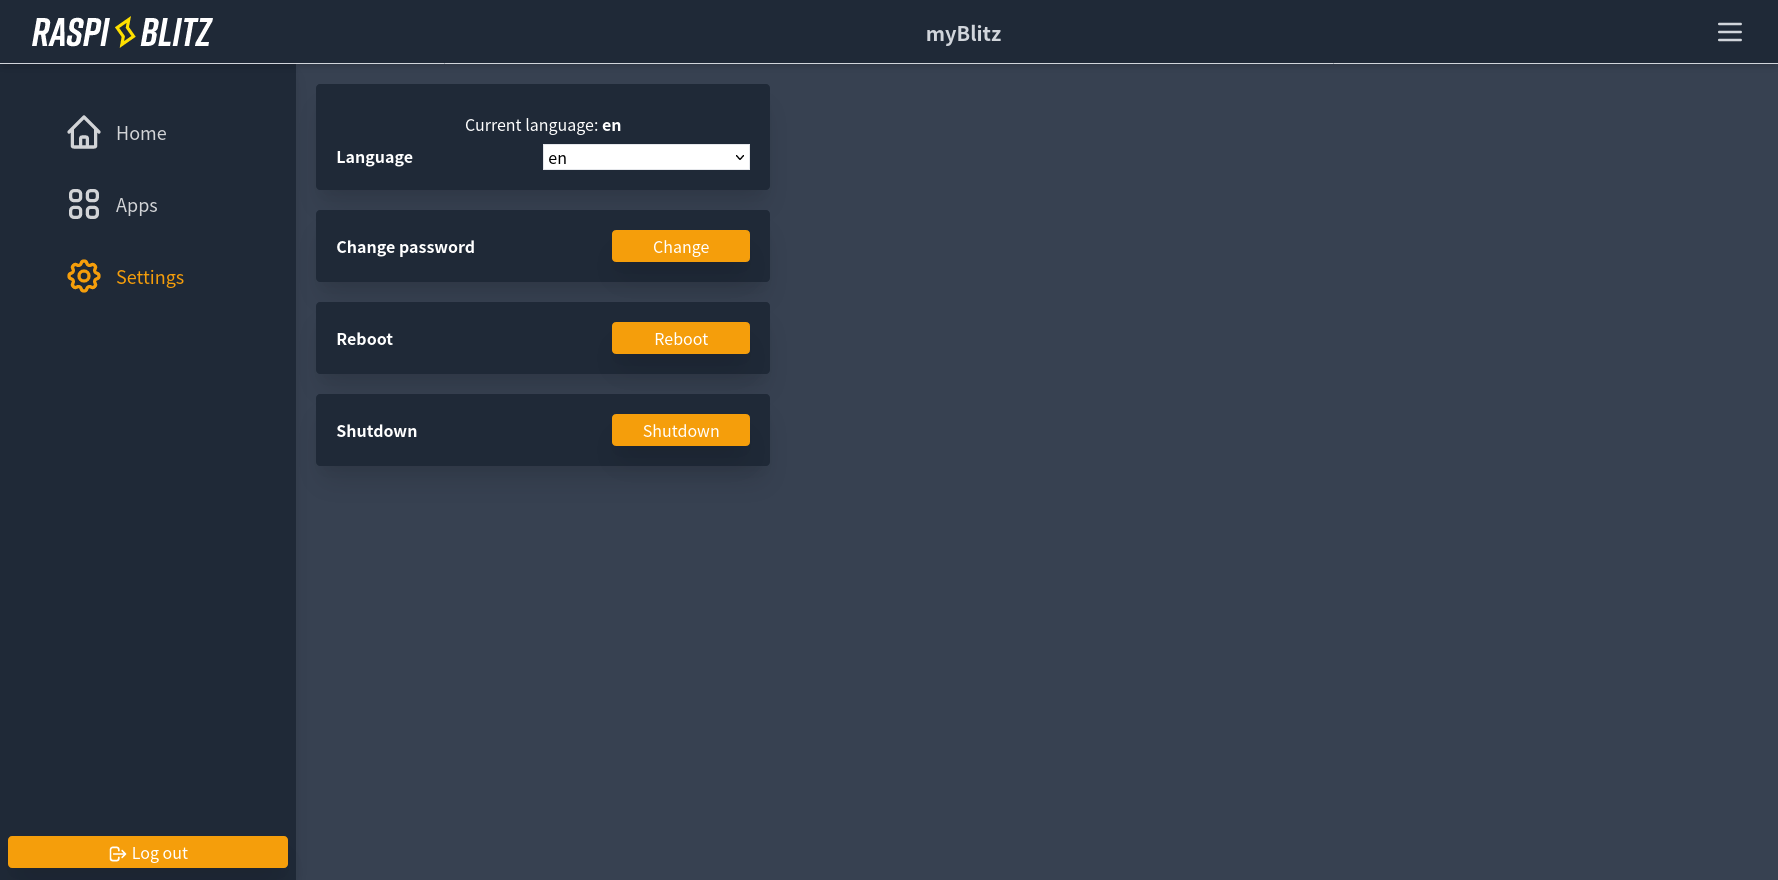 RASPI BLITZ
myBlitz
Home
Apps
Settings
Log out
Current language: en
Language
en
Change password
Change
Reboot
Reboot
Shutdown
Shutdown